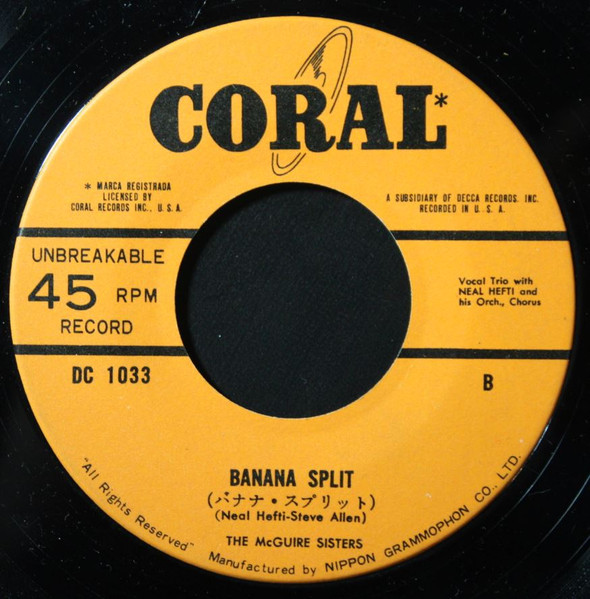 CORAL*
* MARCA REGISTRADA
LICENSED BY
CORAL RECORDS INC., U.S.A.
A SUBSIDIARY OF DECCA RECORDS. INC.
RECORDED IN U.S.A.
UNBREAKABLE
45 RPM
RECORD
Vocal Trio with
NEAL HEFTI and
his Orch., Chorus
DC 1033
B
BANANA SPLIT
(バナナ・スプリット)
(Neal Hefti-Steve Allen)
THE McGUIRE SISTERS
"All Rights Reserved" Manufactured by NIPPON GRAMMOPHON CO., LTD.